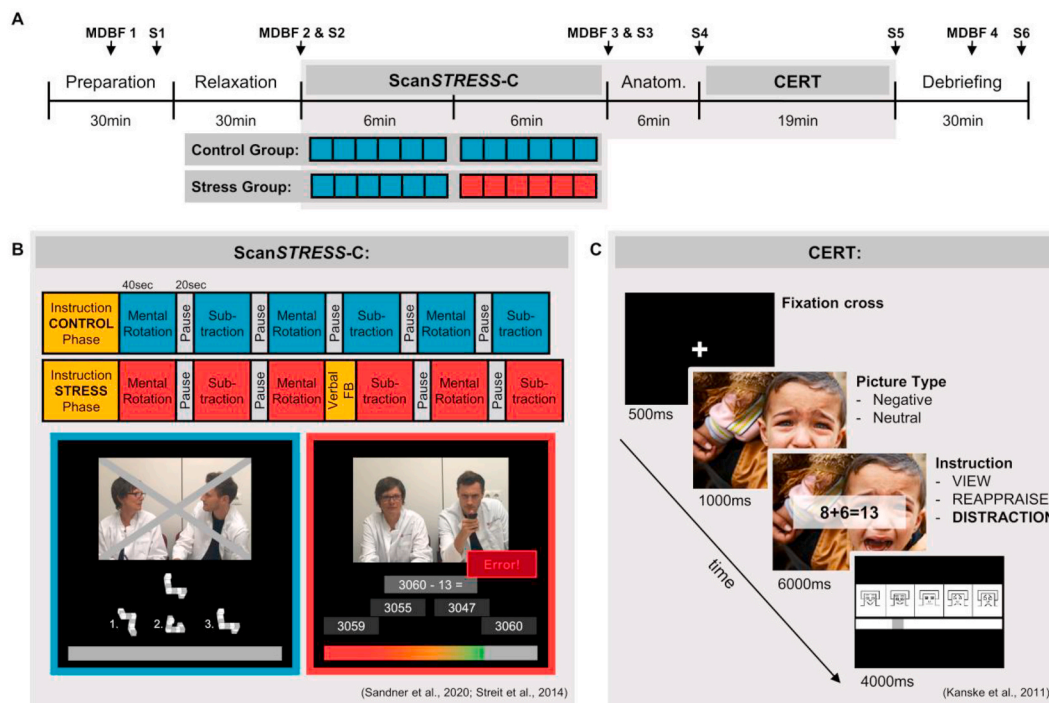 A
MDBF 1
S1
MDBF 2 & S2
MDBF 3 & S3
S4
S5
MDBF 4
S6
Preparation
Relaxation
ScanSTRESS-C
Anatom.
CERT
Debriefing
30min
30min
6min
6min
6min
19min
30min
Control Group:
Stress Group:
B
ScanSTRESS-C:
40sec
20sec
Instruction
CONTROL
Phase
Mental
Rotation
Pause
Sub-
traction
Pause
Mental
Rotation
Pause
Sub-
traction
Pause
Mental
Rotation
Pause
Sub-
traction
Instruction
STRESS
Phase
Mental
Rotation
Pause
Sub-
traction
Pause
Mental
Rotation
Verbal
FB
Sub-
traction
Pause
Mental
Rotation
Pause
Sub-
traction
1.
2.
3.
Error!
3060 - 13 =
3055
3047
3059
3060
(Sandner et al., 2020; Streit et al., 2014)
C
CERT:
Fixation cross
500ms
Picture Type
- Negative
- Neutral
1000ms
Instruction
- VIEW
- REAPPRAISE
- DISTRACTION
8+6=13
6000ms
time
4000ms
(Kanske et al., 2011)